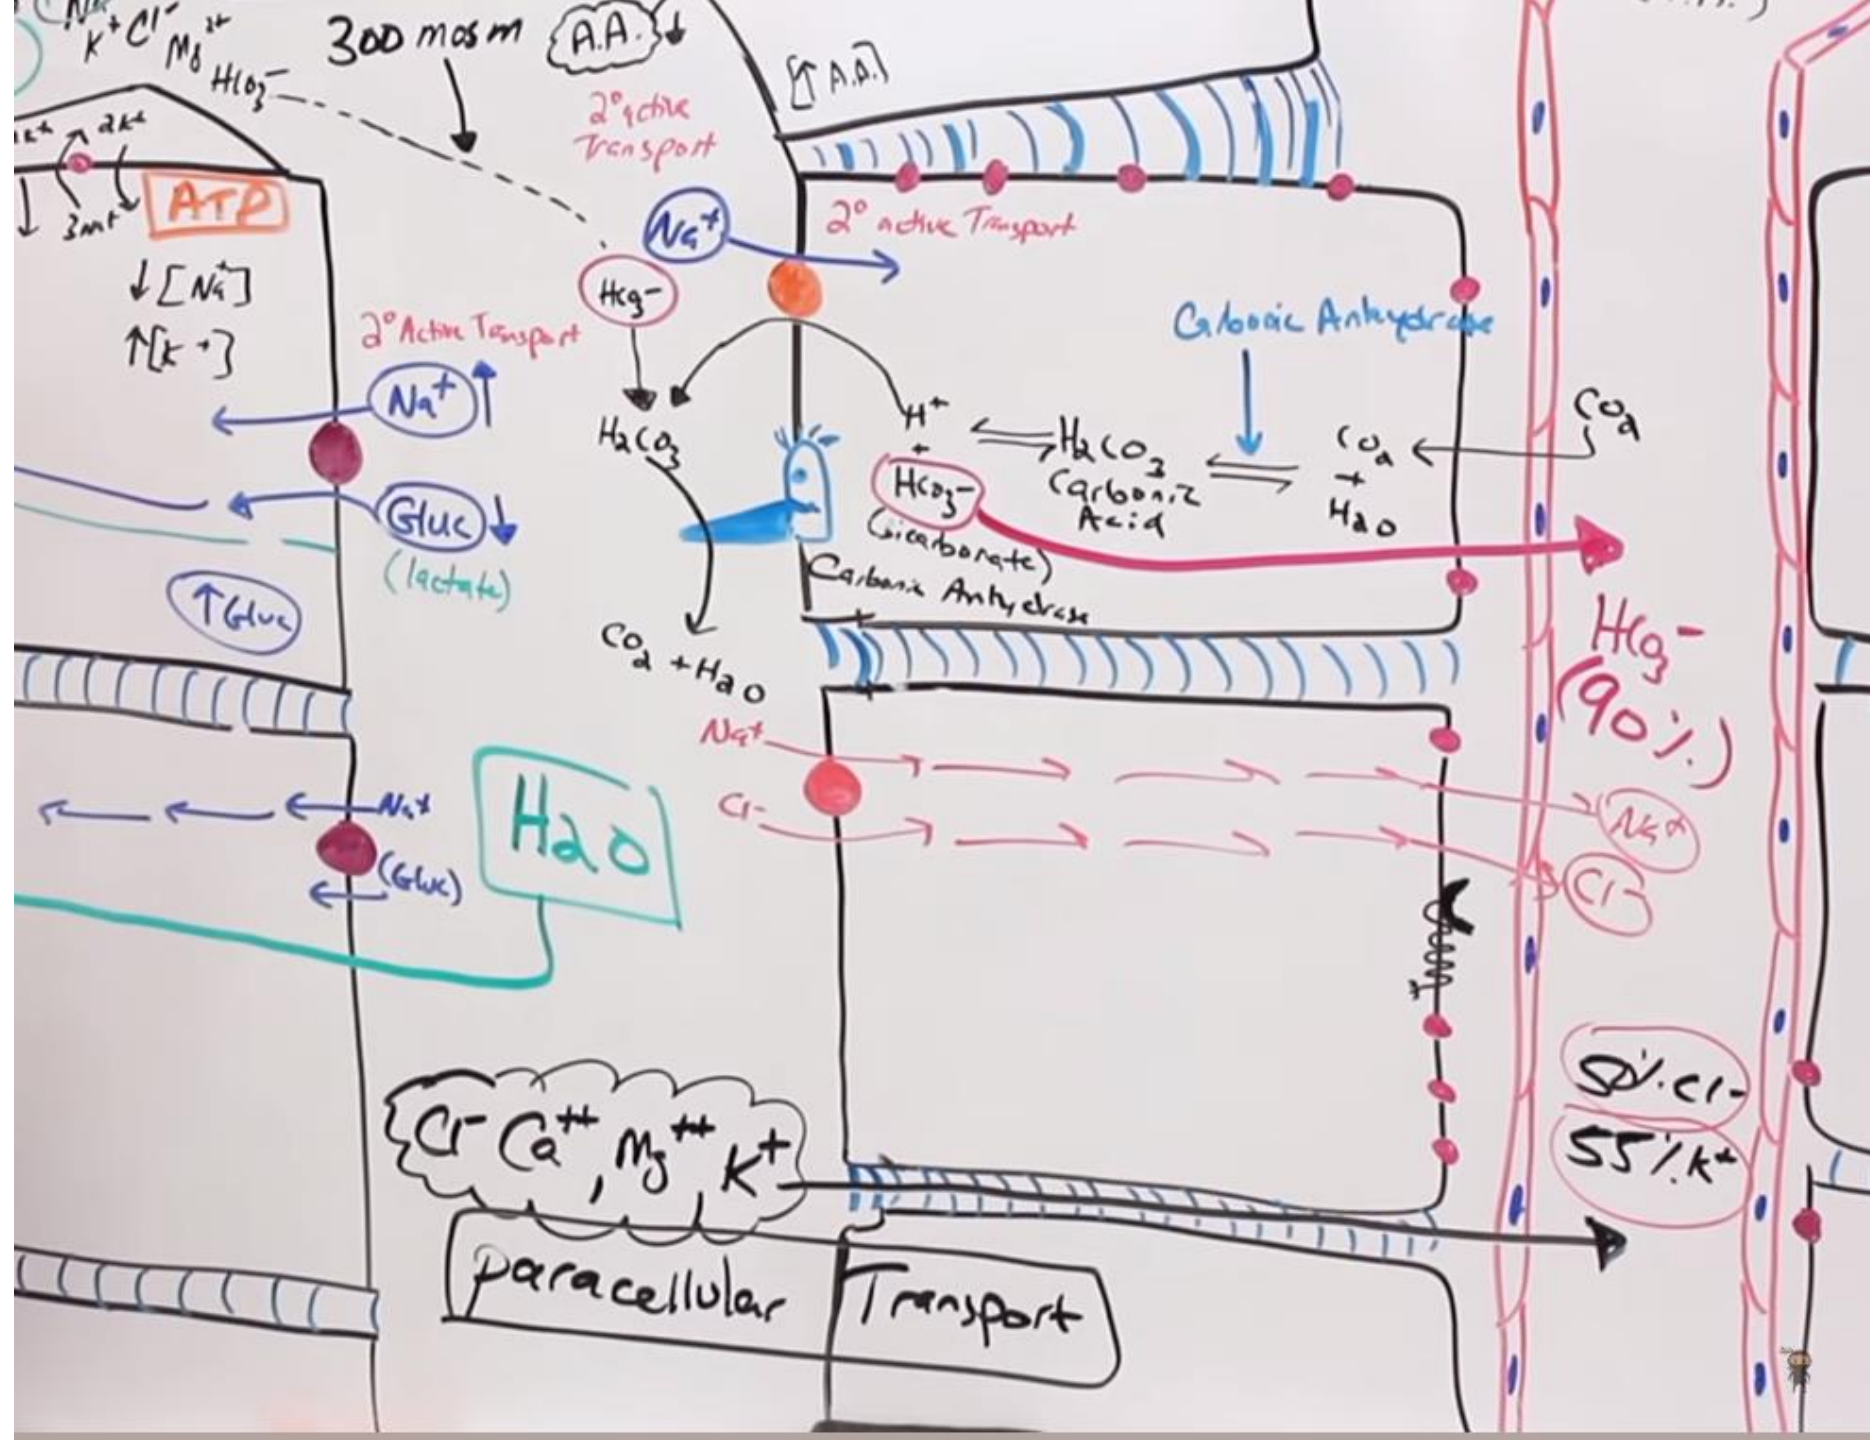 K⁺ Cl⁻
Mg²⁺
HCO₃⁻
300 mosm
A.A. ↓
[↑ A.A.]
2° active
Transport
2K⁺
3Na⁺
ATP
↓ [Na⁺]
↑ [K⁺]
2° Active Transport
Na⁺ ↑
Gluc ↓
(lactate)
↑ Gluc
Na⁺
(Gluc)
H₂O
Na⁺
2° active Transport
HCO₃⁻
H₂CO₃
CO₂ + H₂O
Carbonic Anhydrase
H⁺
+
HCO₃⁻
(bicarbonate)
Carbonic Anhydrase
H₂CO₃
Carbonic
Acid
CO₂
+
H₂O
CO₂
HCO₃⁻
(90%)
Na⁺
Cl⁻
Na⁺
Cl⁻
50% Cl⁻
55% K⁺
Cl⁻ Ca⁺⁺, Mg⁺⁺ K⁺
Paracellular Transport